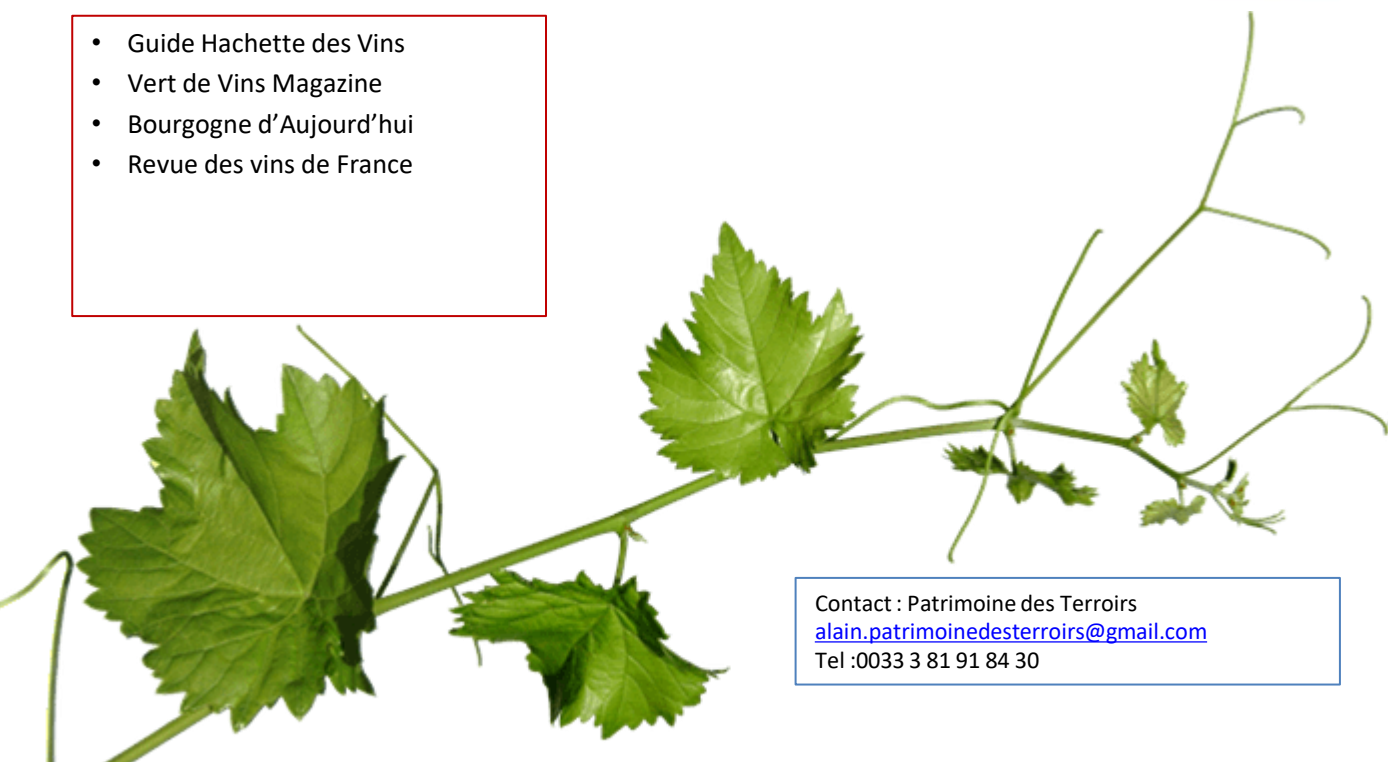 • Guide Hachette des Vins
• Vert de Vins Magazine
• Bourgogne d’Aujourd’hui
• Revue des vins de France
Contact : Patrimoine des Terroirs
alain.patrimoinedesterroirs@gmail.com
Tel :0033 3 81 91 84 30